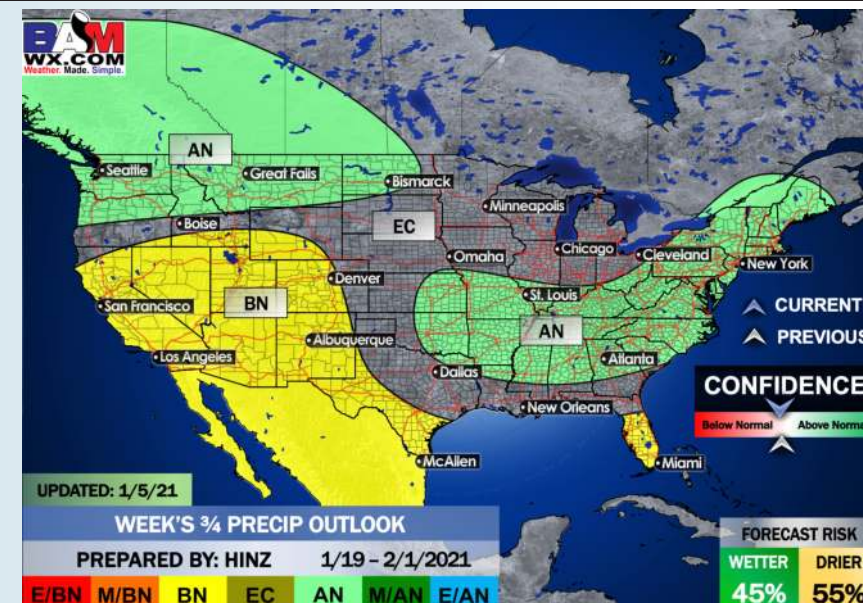 BAM
WX.COM
Weather. Made. Simple.
AN
Seattle
Great Falls
Bismarck
Boise
EC
Minneapolis
Omaha
Chicago
Cleveland
New York
Denver
San Francisco
BN
St. Louis
AN
Albuquerque
Los Angeles
Atlanta
Dallas
New Orleans
McAllen
Miami
CURRENT
PREVIOUS
CONFIDENCE
Below Normal Above Norma
UPDATED: 1/5/21
WEEK'S ¾ PRECIP OUTLOOK
PREPARED BY: HINZ 1/19 – 2/1/2021
E/BN M/BN BN EC AN M/AN E/AN
FORECAST RISK
WETTER DRIER
45% 55%